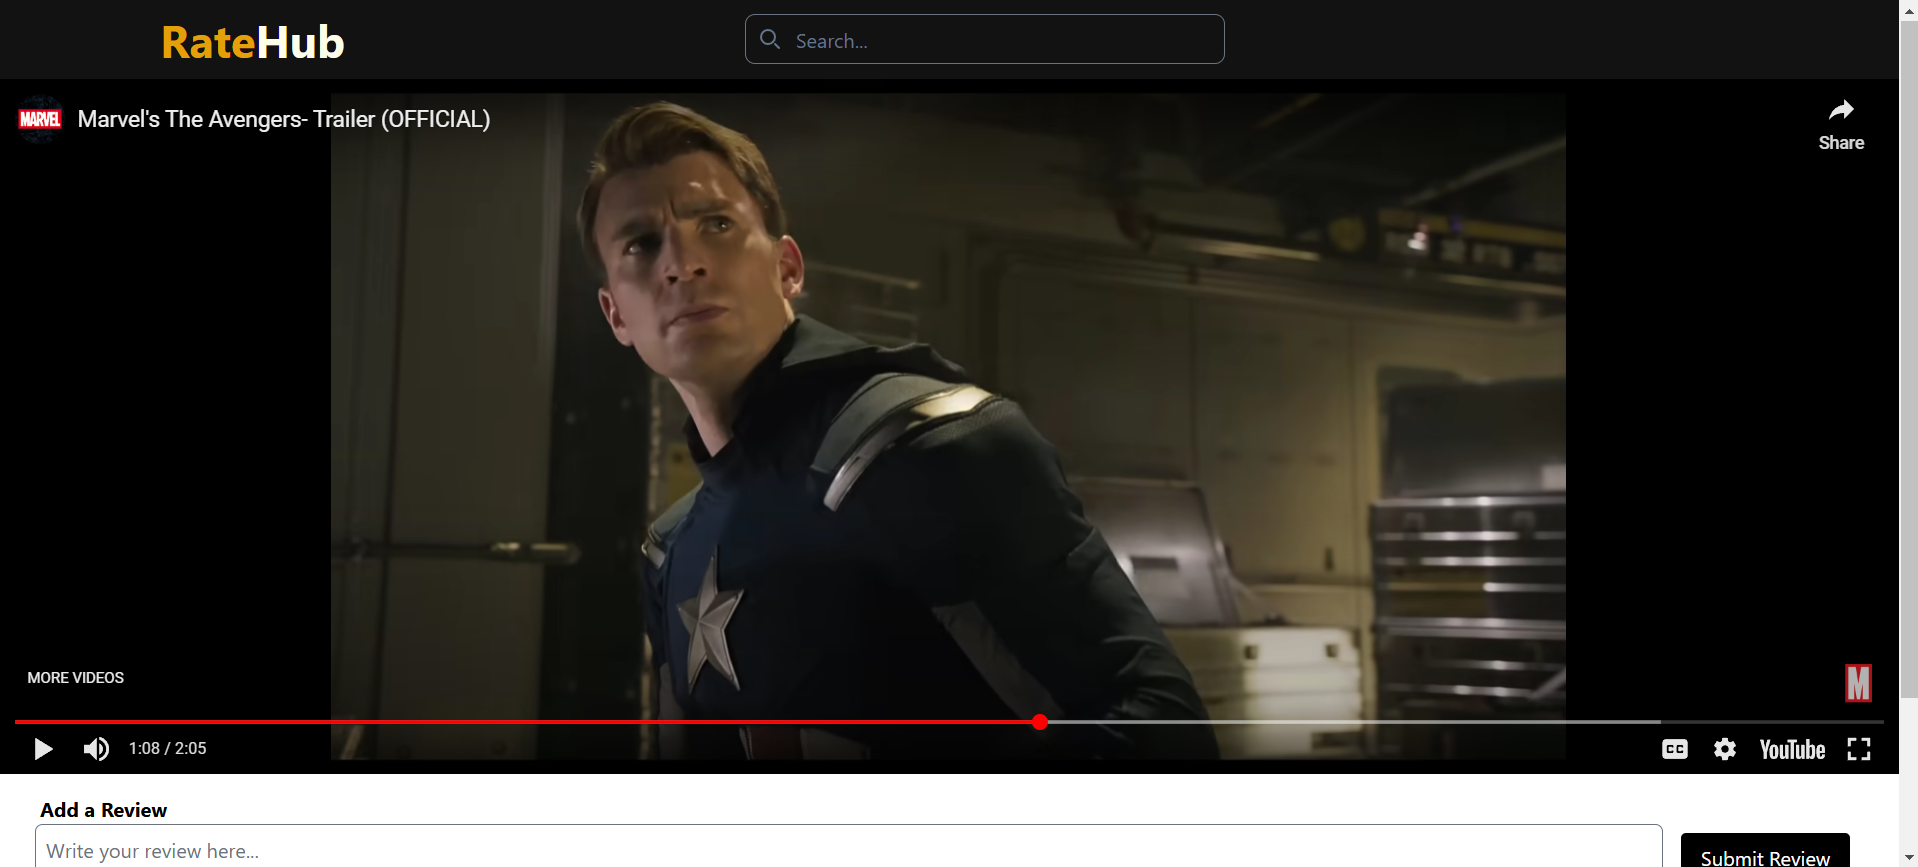 RateHub
Search...
MARVEL
Marvel's The Avengers- Trailer (OFFICIAL)
Share
MORE VIDEOS
M
1:08 / 2:05
CC
YouTube
Add a Review
Write your review here...
Submit Review